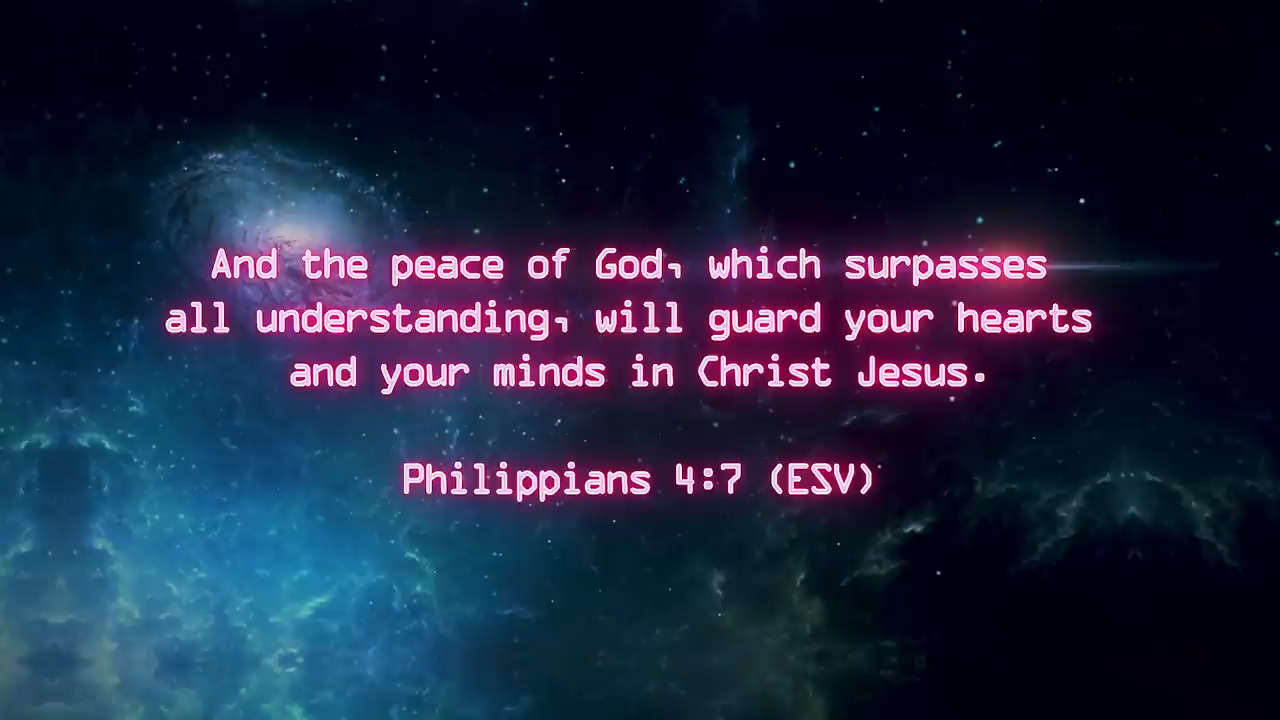 And the peace of God, which surpasses
all understanding, will guard your hearts
and your minds in Christ Jesus.
Philippians 4:7 (ESV)